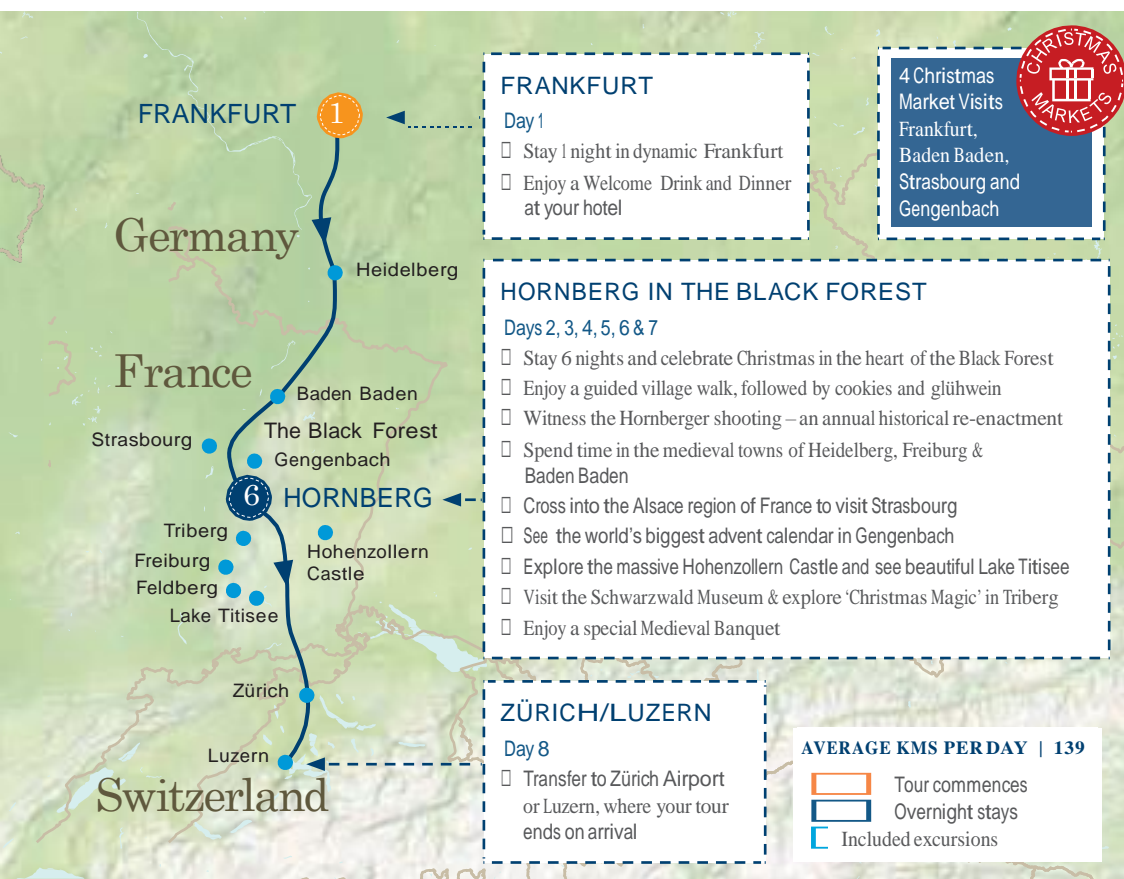 FRANKFURT
1
Germany
Heidelberg
France
Baden Baden
Strasbourg
The Black Forest
Gengenbach
6
HORNBERG
Triberg
Hohenzollern
Castle
Freiburg
Feldberg
Lake Titisee
Zürich
Luzern
Switzerland
FRANKFURT
Day 1
Stay 1 night in dynamic Frankfurt
Enjoy a Welcome Drink and Dinner
at your hotel
4 Christmas
Market Visits
Frankfurt,
Baden Baden,
Strasbourg and
Gengenbach
CHRISTMAS
MARKETS
HORNBERG IN THE BLACK FOREST
Days 2, 3, 4, 5, 6 & 7
Stay 6 nights and celebrate Christmas in the heart of the Black Forest
Enjoy a guided village walk, followed by cookies and glühwein
Witness the Hornberger shooting – an annual historical re-enactment
Spend time in the medieval towns of Heidelberg, Freiburg &
Baden Baden
Cross into the Alsace region of France to visit Strasbourg
See the world's biggest advent calendar in Gengenbach
Explore the massive Hohenzollern Castle and see beautiful Lake Titisee
Visit the Schwarzwald Museum & explore 'Christmas Magic' in Triberg
Enjoy a special Medieval Banquet
ZÜRICH/LUZERN
Day 8
Transfer to Zürich Airport
or Luzern, where your tour
ends on arrival
AVERAGE KMS PER DAY | 139
Tour commences
Overnight stays
Included excursions